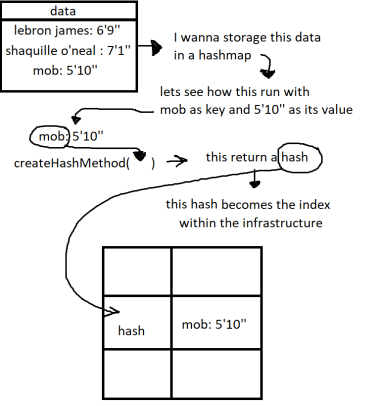 data
lebron james: 6'9"
shaquille o'neal : 7'1"
mob: 5'10"
I wanna storage this data
in a hashmap
lets see how this run with
mob as key and 5'10" as its value
mob: 5'10"
createHashMethod( )
this return a hash
this hash becomes the index
within the infrastructure
hash
mob: 5'10"